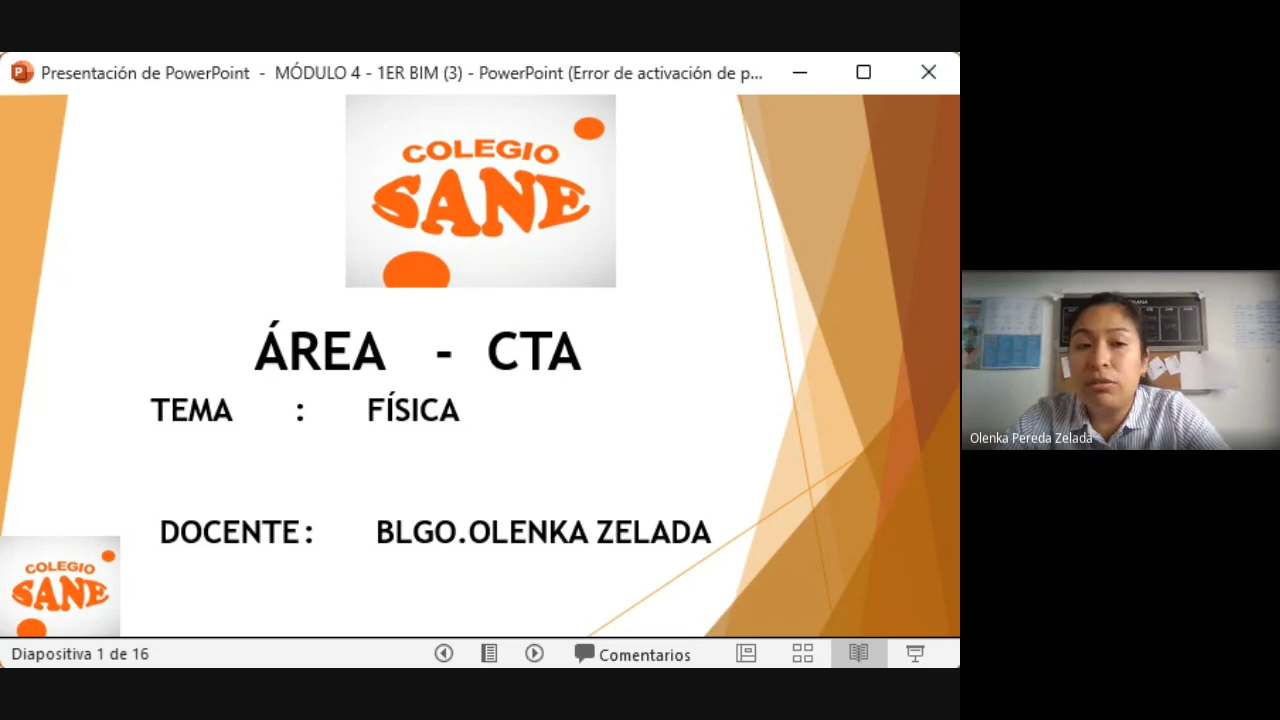 Presentación de PowerPoint - MÓDULO 4 - 1ER BIM (3) - PowerPoint (Error de activación de p...
COLEGIO
SANE
ÁREA - CTA
TEMA : FÍSICA
DOCENTE : BLGO.OLENKA ZELADA
COLEGIO
SANE
Diapositiva 1 de 16
Comentarios
Olenka Pereda Zelada